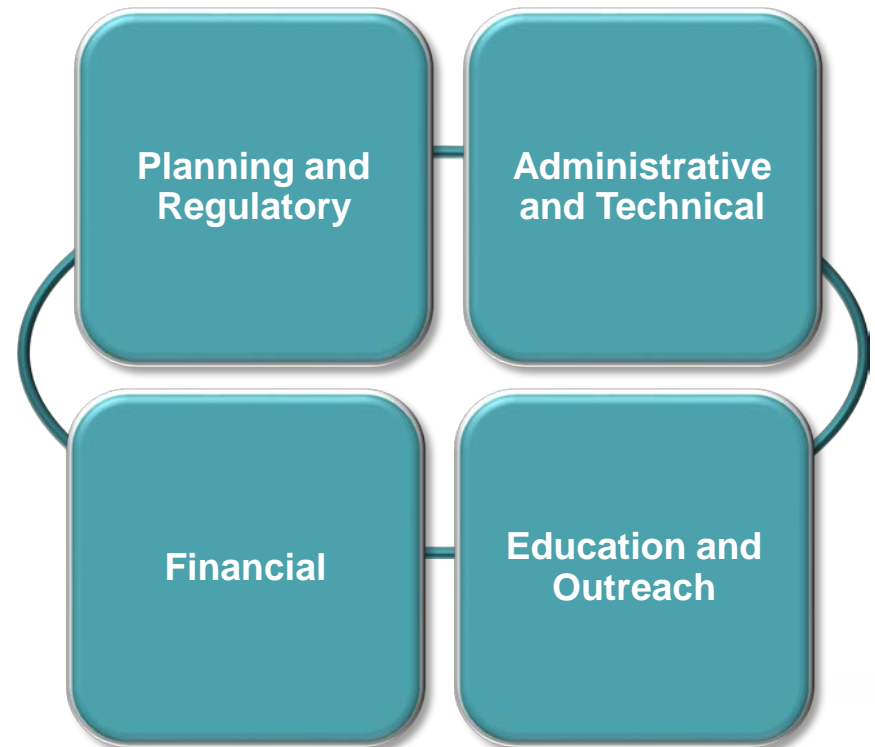 Planning and
Regulatory
Administrative
and Technical
Financial
Education and
Outreach